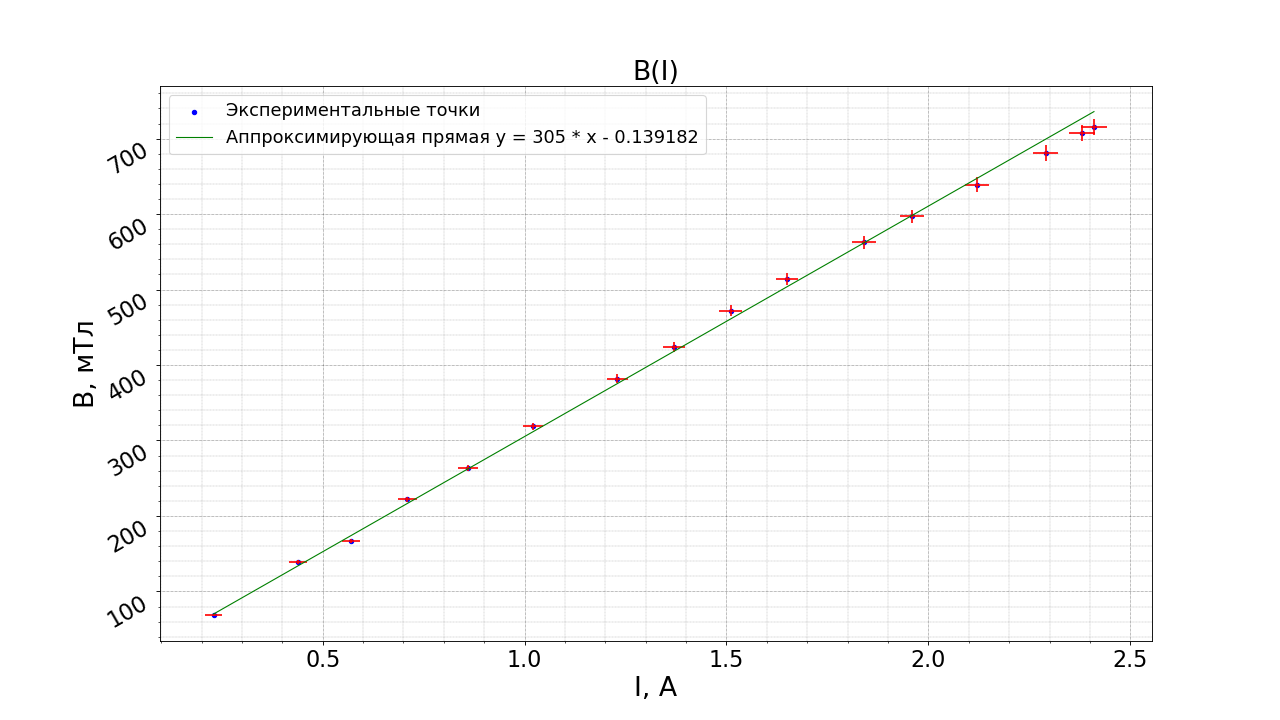 B(I)
Экспериментальные точки
Аппроксимирующая прямая y = 305 * x - 0.139182
B, мТл
700
600
500
400
300
200
100
0.5 1.0 1.5 2.0 2.5
I, А